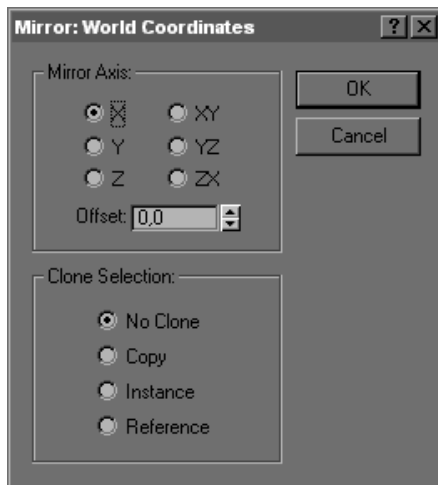 Mirror: World Coordinates
?
X
Mirror Axis:
X
XY
Y
YZ
Z
ZX
Offset: 0,0
OK
Cancel
Clone Selection:
No Clone
Copy
Instance
Reference